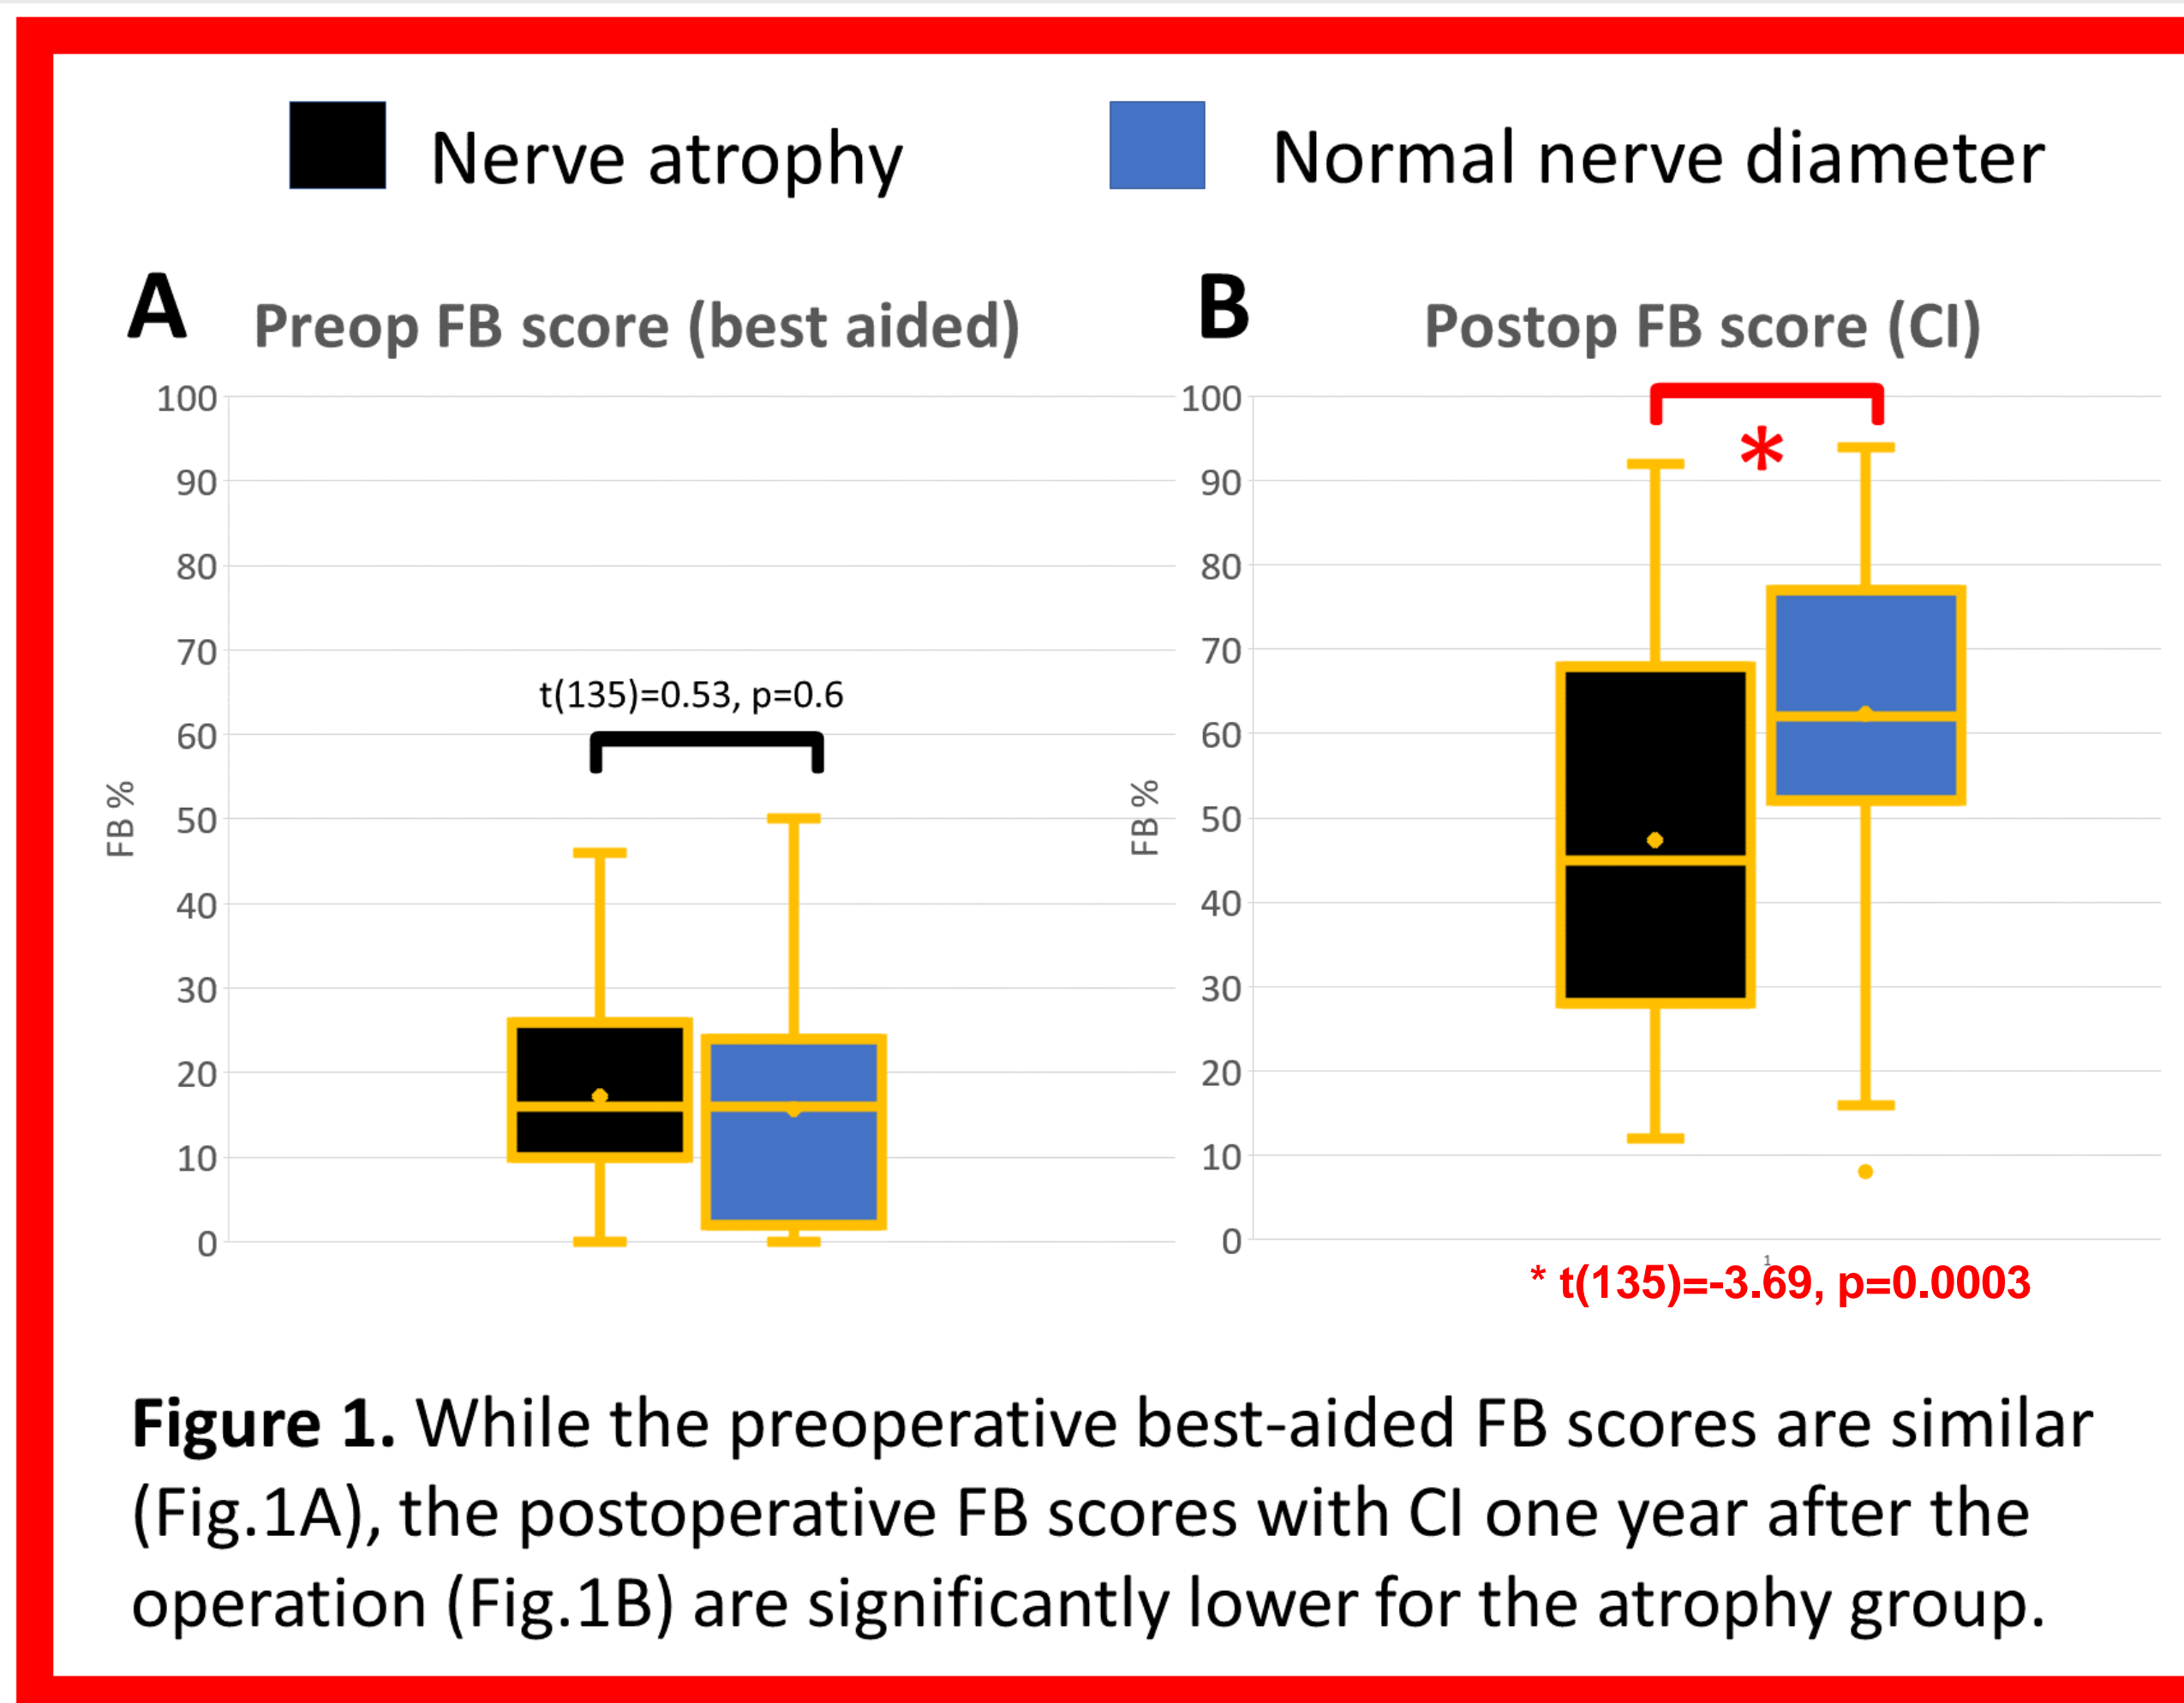 Nerve atrophy
Normal nerve diameter
A
Preop FB score (best aided)
100
90
80
70
60
50
40
30
20
10
0
FB %
t(135)=0.53, p=0.6
B
Postop FB score (CI)
100
90
80
70
60
50
40
30
20
10
0
FB %
*
1
* t(135)=-3.69, p=0.0003
Figure 1. While the preoperative best-aided FB scores are similar
(Fig.1A), the postoperative FB scores with CI one year after the
operation (Fig.1B) are significantly lower for the atrophy group.